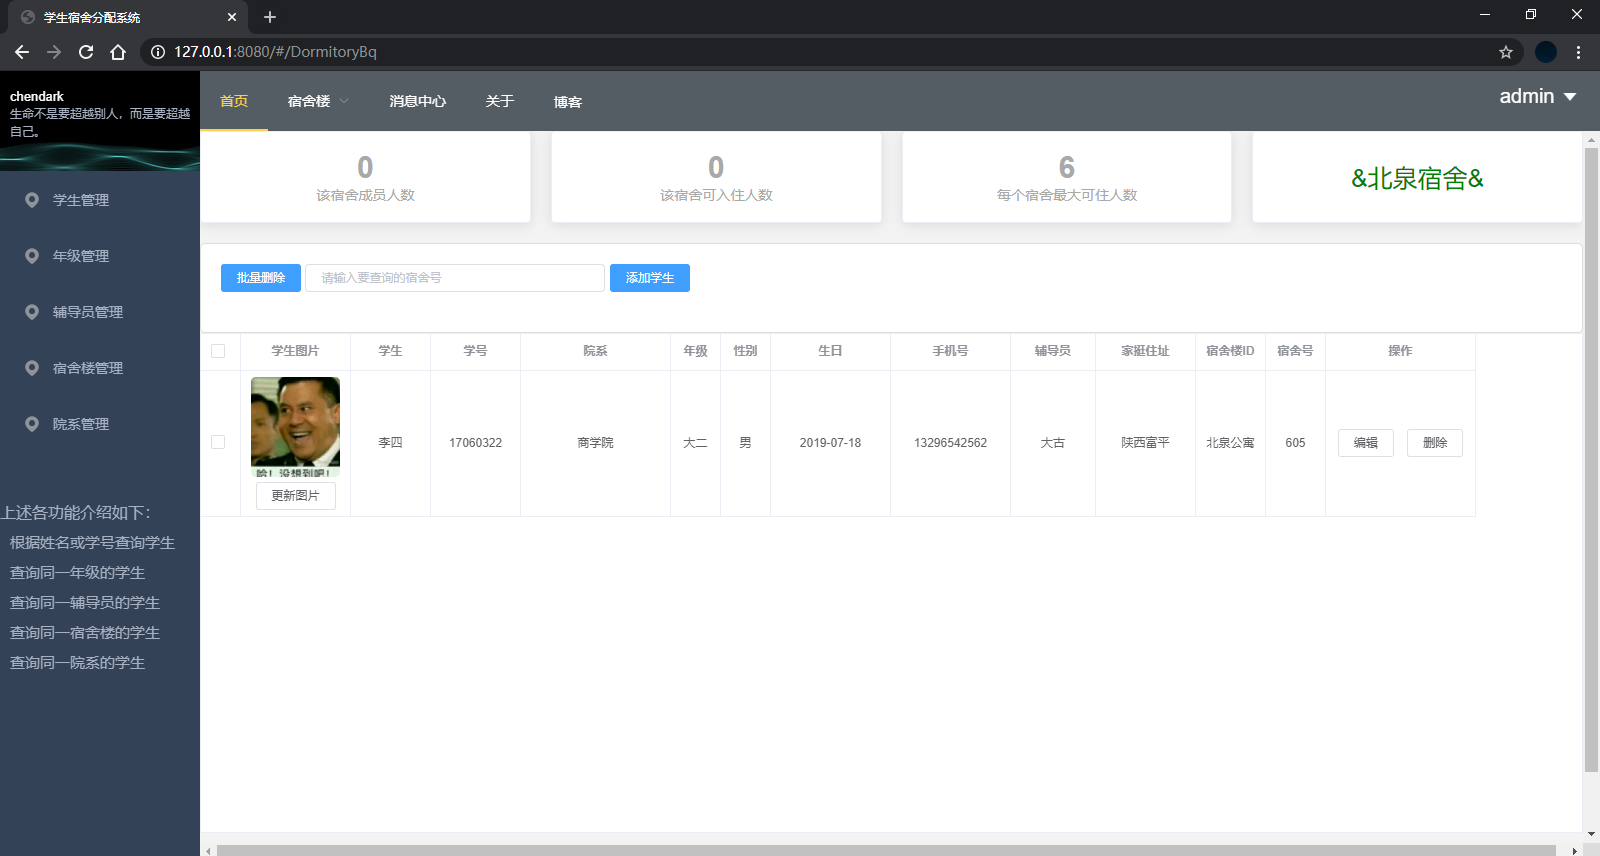 学生宿舍分配系统
127.0.0.1:8080/#/DormitoryBq
chendark
生命不是要超越别人，而是要超越
自己。
首页 宿舍楼 消息中心 关于 博客 admin
学生管理
年级管理
辅导员管理
宿舍楼管理
院系管理
上述各功能介绍如下：
根据姓名或学号查询学生
查询同一年级的学生
查询同一辅导员的学生
查询同一宿舍楼的学生
查询同一院系的学生
0
该宿舍成员人数
0
该宿舍可入住人数
6
每个宿舍最大可住人数
&北泉宿舍&
批量删除 请输入要查询的宿舍号 添加学生
学生图片 学生 学号 院系 年级 性别 生日 手机号 辅导员 家挺住址 宿舍楼ID 宿舍号 操作
哈！没想到吧！
更新图片
李四 17060322 商学院 大二 男 2019-07-18 13296542562 大古 陕西富平 北泉公寓 605 编辑 删除